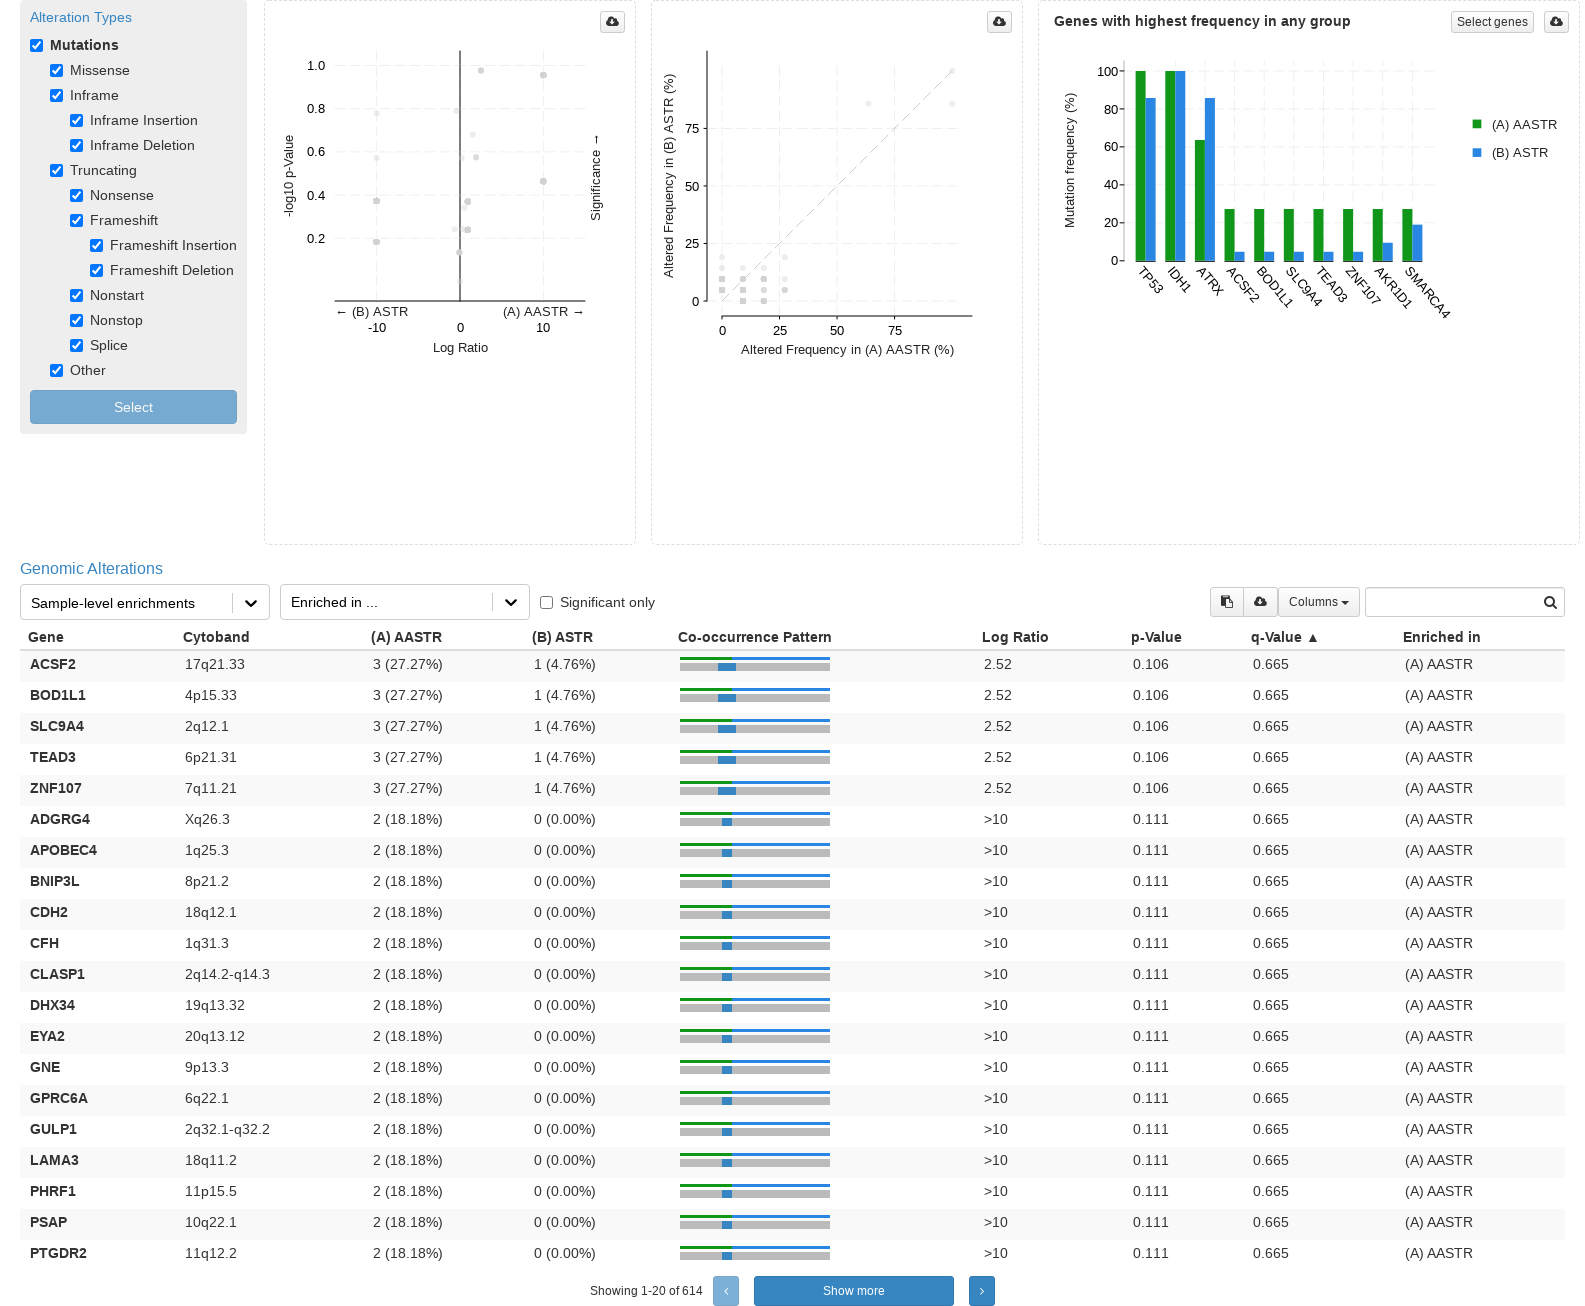 Alteration Types
Mutations
Missense
Inframe
Inframe Insertion
Inframe Deletion
Truncating
Nonsense
Frameshift
Frameshift Insertion
Frameshift Deletion
Nonstart
Nonstop
Splice
Other
Select
1.0
0.8
0.6
0.4
0.2
-log10 p-Value
Significance →
← (B) ASTR (A) AASTR →
-10 0 10
Log Ratio
75
50
25
0
Altered Frequency in (B) ASTR (%)
0 25 50 75
Altered Frequency in (A) AASTR (%)
Genes with highest frequency in any group Select genes
100
80
60
40
20
0
Mutation frequency (%)
TP53 IDH1 ATRX ACSF2 BOD1L1 SLC9A4 TEAD3 ZNF107 AKR1D1 SMARCA4
(A) AASTR
(B) ASTR
Genomic Alterations
Sample-level enrichments Enriched in ... Significant only Columns
Gene Cytoband (A) AASTR (B) ASTR Co-occurrence Pattern Log Ratio p-Value q-Value ▲ Enriched in
ACSF2 17q21.33 3 (27.27%) 1 (4.76%) 2.52 0.106 0.665 (A) AASTR
BOD1L1 4p15.33 3 (27.27%) 1 (4.76%) 2.52 0.106 0.665 (A) AASTR
SLC9A4 2q12.1 3 (27.27%) 1 (4.76%) 2.52 0.106 0.665 (A) AASTR
TEAD3 6p21.31 3 (27.27%) 1 (4.76%) 2.52 0.106 0.665 (A) AASTR
ZNF107 7q11.21 3 (27.27%) 1 (4.76%) 2.52 0.106 0.665 (A) AASTR
ADGRG4 Xq26.3 2 (18.18%) 0 (0.00%) >10 0.111 0.665 (A) AASTR
APOBEC4 1q25.3 2 (18.18%) 0 (0.00%) >10 0.111 0.665 (A) AASTR
BNIP3L 8p21.2 2 (18.18%) 0 (0.00%) >10 0.111 0.665 (A) AASTR
CDH2 18q12.1 2 (18.18%) 0 (0.00%) >10 0.111 0.665 (A) AASTR
CFH 1q31.3 2 (18.18%) 0 (0.00%) >10 0.111 0.665 (A) AASTR
CLASP1 2q14.2-q14.3 2 (18.18%) 0 (0.00%) >10 0.111 0.665 (A) AASTR
DHX34 19q13.32 2 (18.18%) 0 (0.00%) >10 0.111 0.665 (A) AASTR
EYA2 20q13.12 2 (18.18%) 0 (0.00%) >10 0.111 0.665 (A) AASTR
GNE 9p13.3 2 (18.18%) 0 (0.00%) >10 0.111 0.665 (A) AASTR
GPRC6A 6q22.1 2 (18.18%) 0 (0.00%) >10 0.111 0.665 (A) AASTR
GULP1 2q32.1-q32.2 2 (18.18%) 0 (0.00%) >10 0.111 0.665 (A) AASTR
LAMA3 18q11.2 2 (18.18%) 0 (0.00%) >10 0.111 0.665 (A) AASTR
PHRF1 11p15.5 2 (18.18%) 0 (0.00%) >10 0.111 0.665 (A) AASTR
PSAP 10q22.1 2 (18.18%) 0 (0.00%) >10 0.111 0.665 (A) AASTR
PTGDR2 11q12.2 2 (18.18%) 0 (0.00%) >10 0.111 0.665 (A) AASTR
Showing 1-20 of 614 ‹ Show more ›